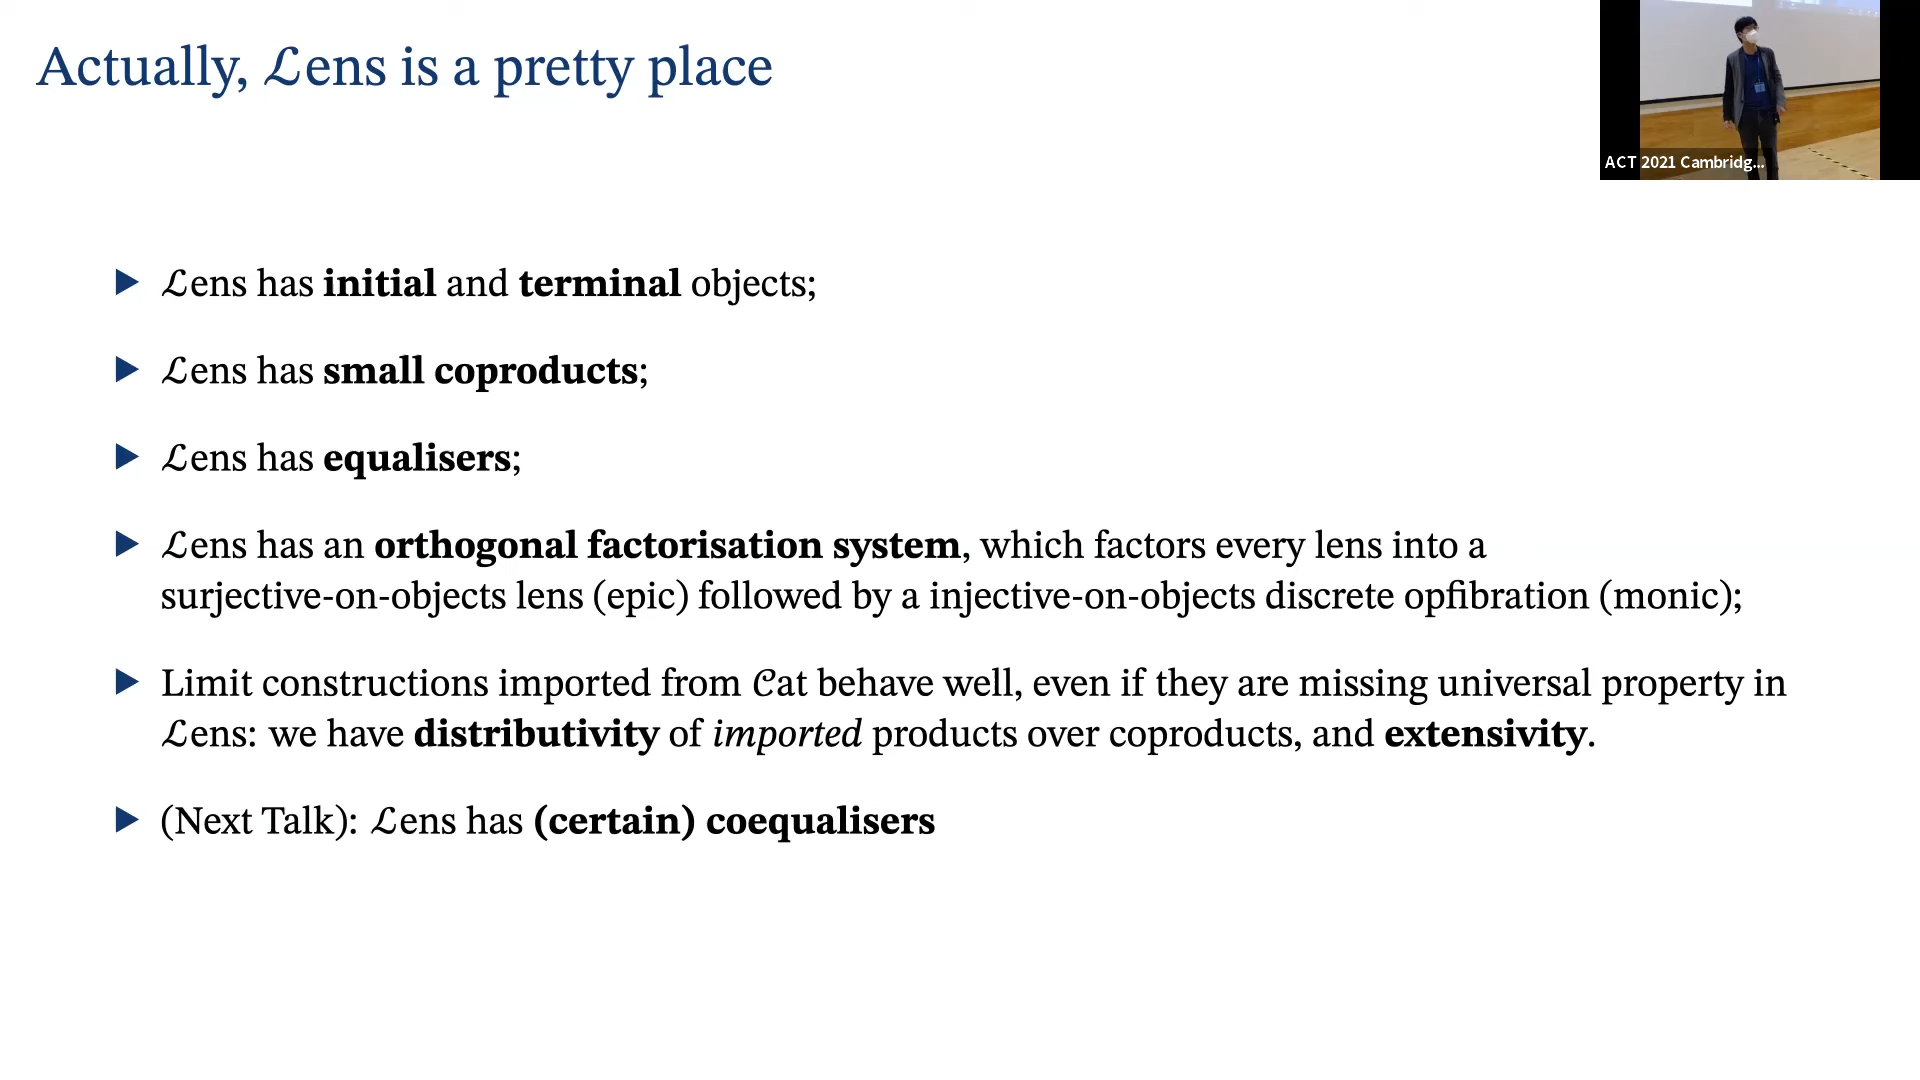 Actually, ℒens is a pretty place
ACT 2021 Cambridg...
▶ ℒens has initial and terminal objects;
▶ ℒens has small coproducts;
▶ ℒens has equalisers;
▶ ℒens has an orthogonal factorisation system, which factors every lens into a
surjective-on-objects lens (epic) followed by a injective-on-objects discrete opfibration (monic);
▶ Limit constructions imported from 𝒞at behave well, even if they are missing universal property in
ℒens: we have distributivity of imported products over coproducts, and extensivity.
▶ (Next Talk): ℒens has (certain) coequalisers